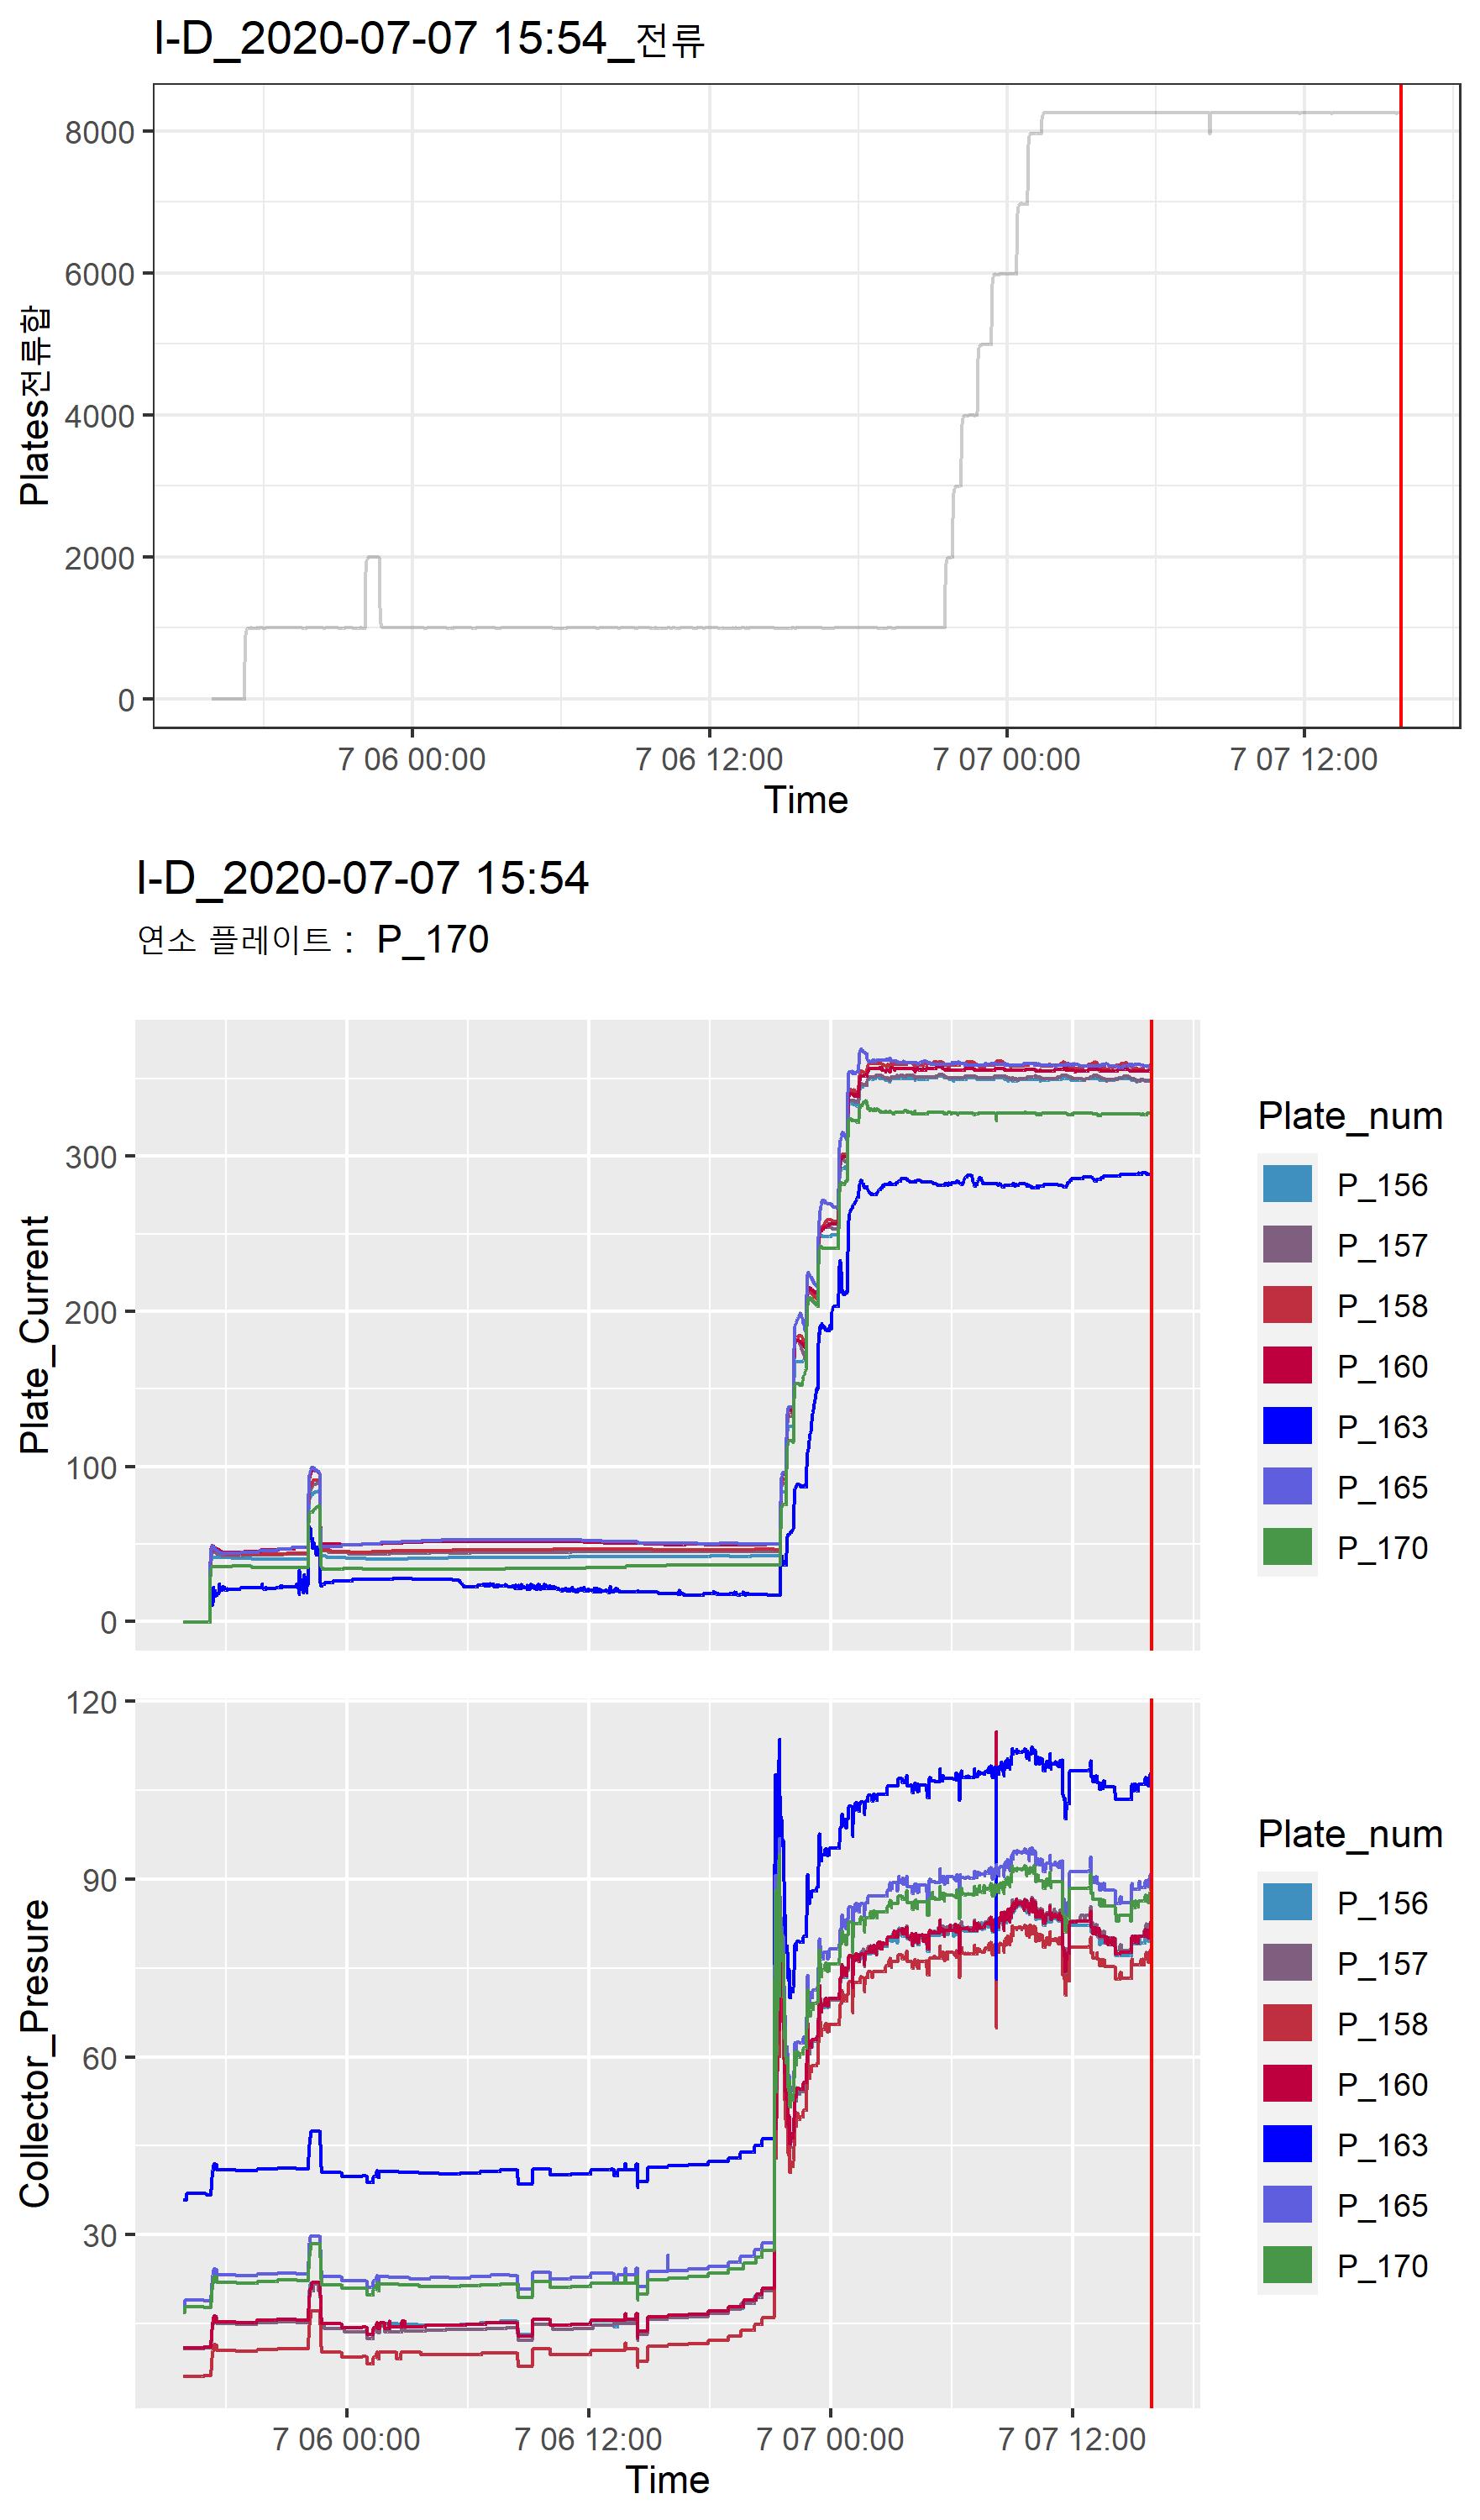 I-D_2020-07-07 15:54_전류
8000
6000
4000
2000
0
Plates전류합
7 06 00:00 7 06 12:00 7 07 00:00 7 07 12:00
Time
I-D_2020-07-07 15:54
연소 플레이트 : P_170
300
200
100
0
Plate_Current
Plate_num
P_156
P_157
P_158
P_160
P_163
P_165
P_170
120
90
60
30
Collector_Presure
Plate_num
P_156
P_157
P_158
P_160
P_163
P_165
P_170
7 06 00:00 7 06 12:00 7 07 00:00 7 07 12:00
Time